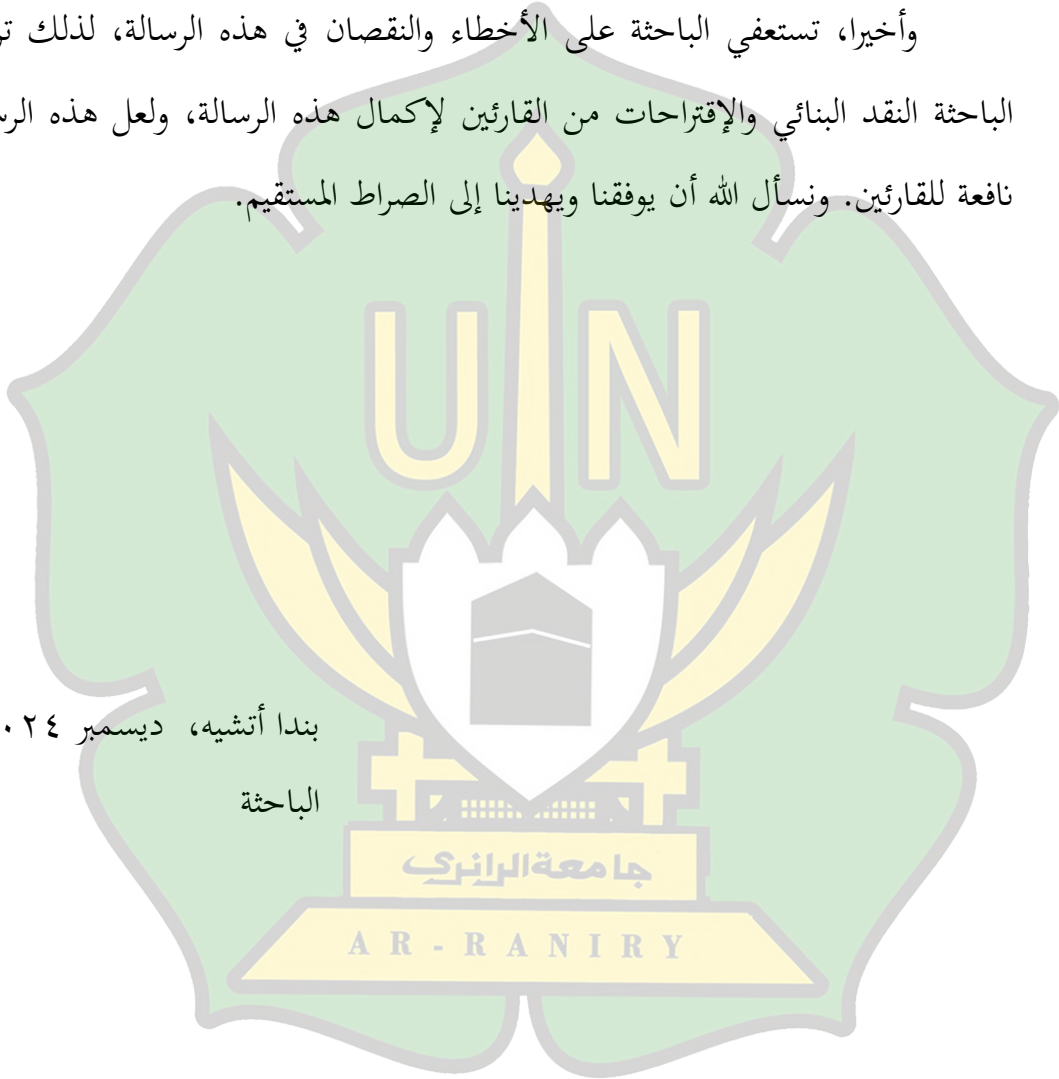 وأخيرا، تستعفي الباحثة على الأخطاء والنقصان في هذه الرسالة، لذلك
الباحثة النقد البنائي والإقتراحات من القارئين لإكمال هذه الرسالة، ولعل هذه
نافعة للقارئين. ونسأل الله أن يوفقنا ويهدينا إلى الصراط المستقيم.
UIN
بندا أتشيه، ديسمبر ٠٢٤
الباحثة
جامعة الرانري
AR-RANIRY